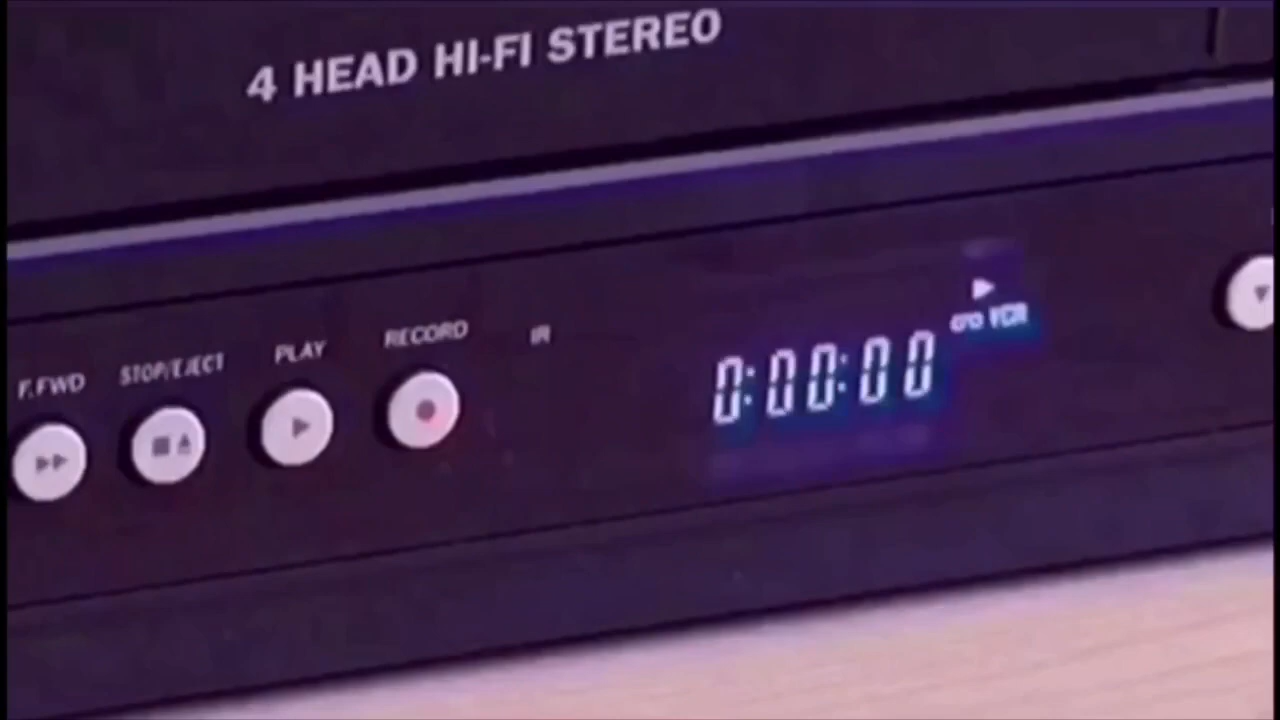 4 HEAD HI-FI STEREO
F.FWD STOP/EJECT PLAY RECORD IR
VCR
0:00:00